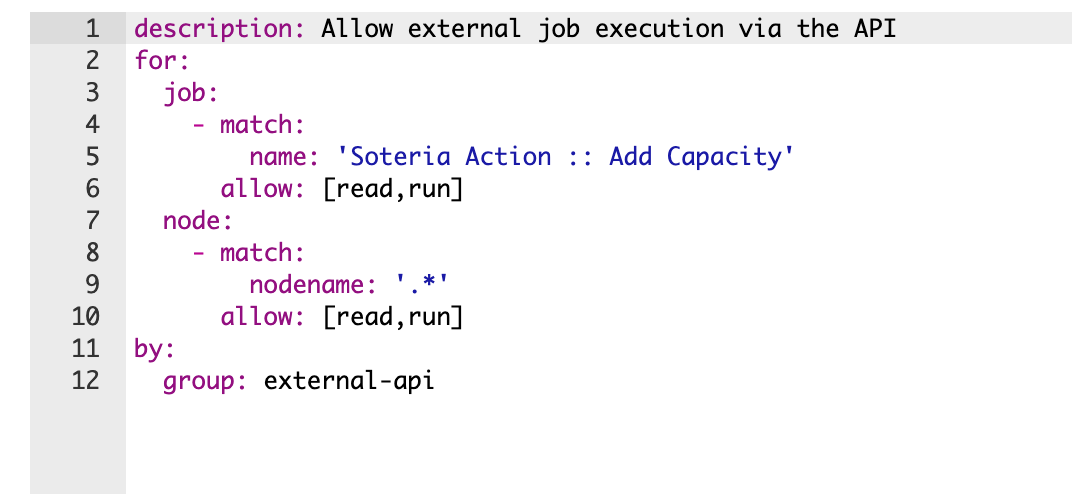 1 description: Allow external job execution via the API
2 for:
3   job:
4     - match:
5         name: 'Soteria Action :: Add Capacity'
6       allow: [read,run]
7   node:
8     - match:
9         nodename: '.*'
10       allow: [read,run]
11 by:
12   group: external-api